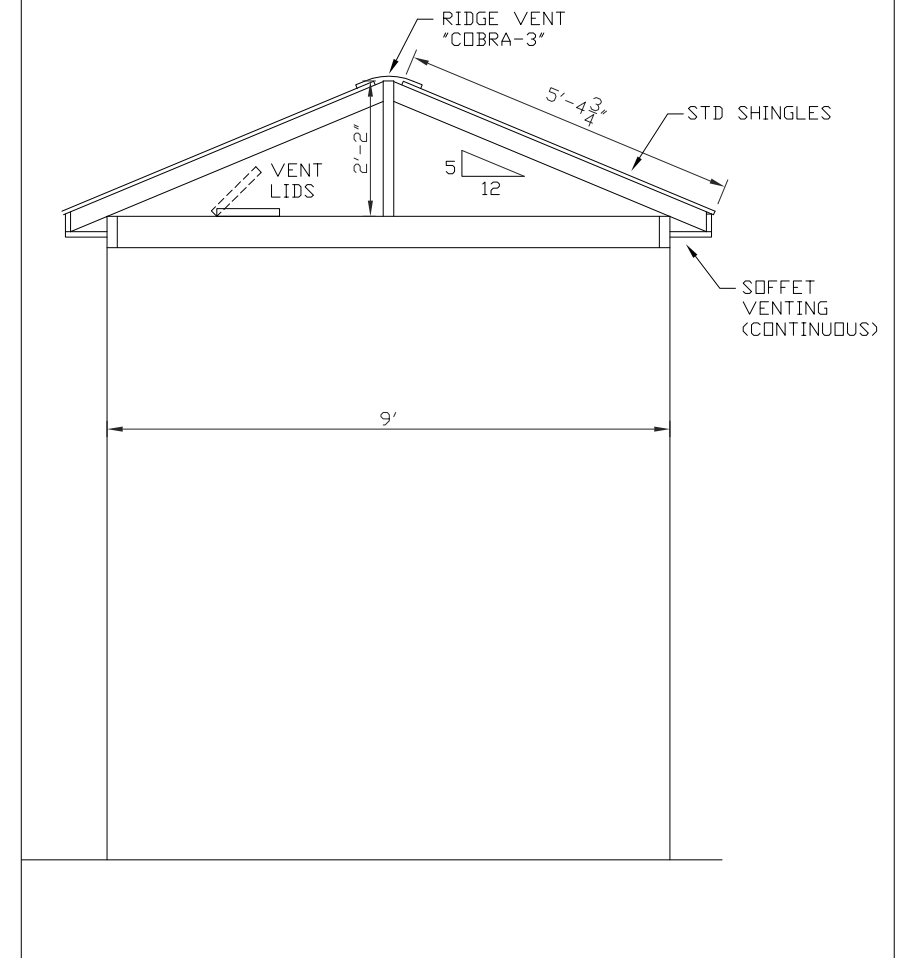 RIDGE VENT
"COBRA-3"
5'-4 3/4"
STD SHINGLES
2'-2"
VENT
LIDS
5
12
SOFFET
VENTING
(CONTINUOUS)
9'